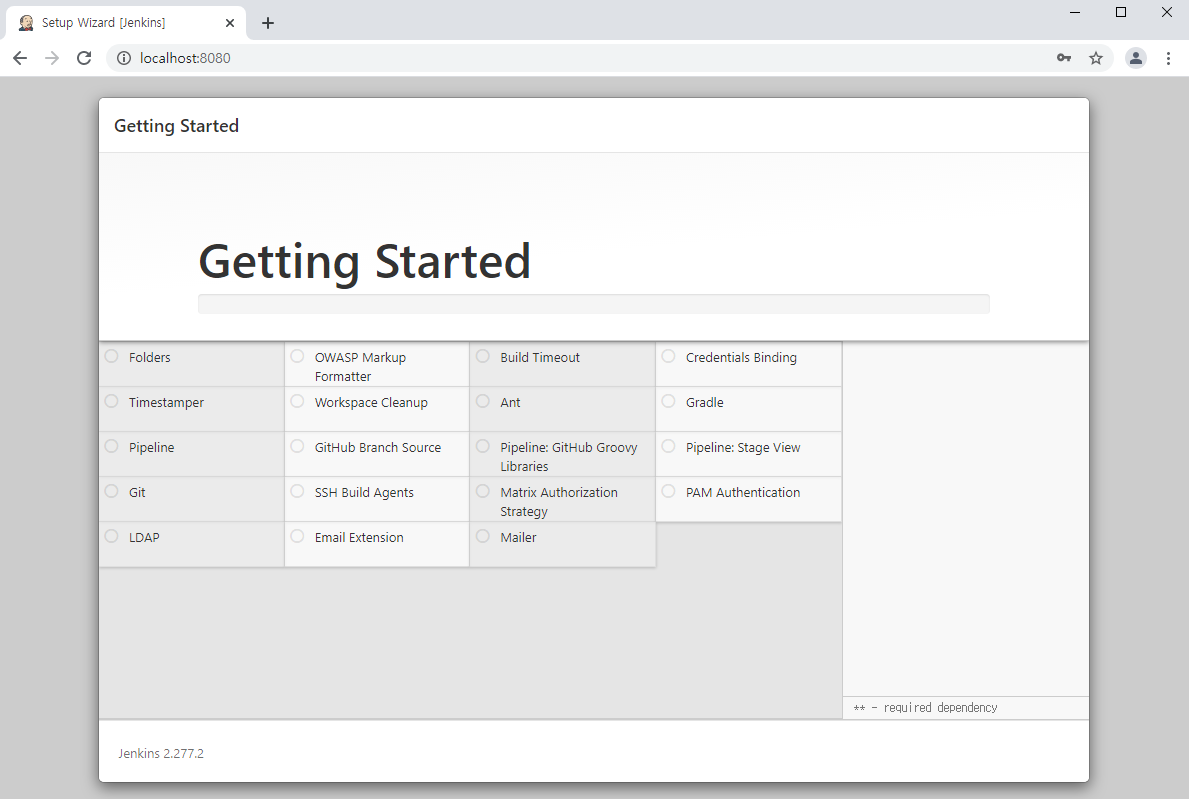 Setup Wizard [Jenkins]
localhost:8080
Getting Started
Getting Started
Folders
OWASP Markup
Formatter
Build Timeout
Credentials Binding
Timestamper
Workspace Cleanup
Ant
Gradle
Pipeline
GitHub Branch Source
Pipeline: GitHub Groovy
Libraries
Pipeline: Stage View
Git
SSH Build Agents
Matrix Authorization
Strategy
PAM Authentication
LDAP
Email Extension
Mailer
** - required dependency
Jenkins 2.277.2